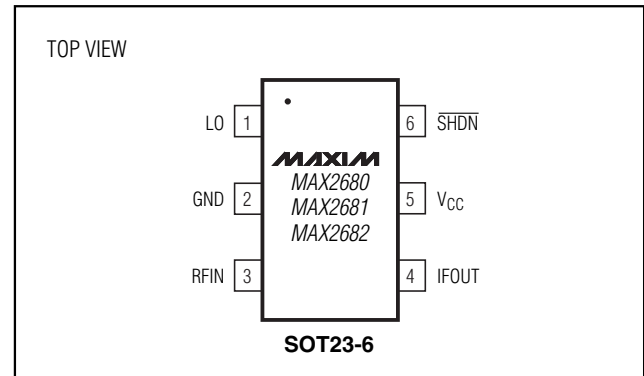 TOP VIEW
LO 1
6 SHDN
MAXIM
MAX2680
GND 2
MAX2681
5 VCC
MAX2682
RFIN 3
4 IFOUT
SOT23-6